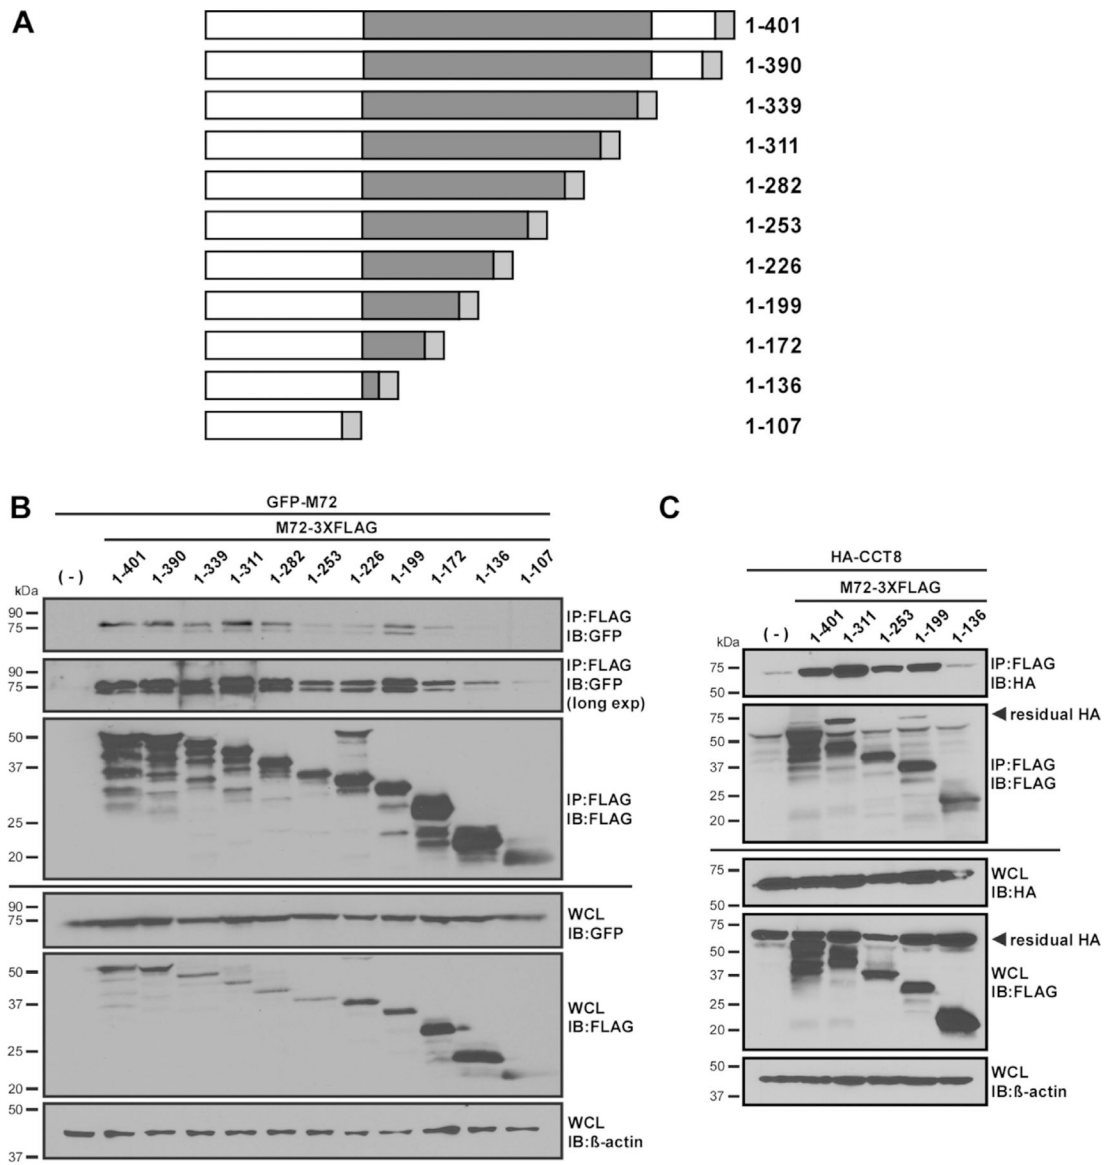 A
1-401
1-390
1-339
1-311
1-282
1-253
1-226
1-199
1-172
1-136
1-107
B
GFP-M72
M72-3XFLAG
( - ) 1-401 1-390 1-339 1-311 1-282 1-253 1-226 1-199 1-172 1-136 1-107
kDa
90
75
IP:FLAG
IB:GFP
90
75
IP:FLAG
IB:GFP
(long exp)
50
37
25
20
IP:FLAG
IB:FLAG
90
75
WCL
IB:GFP
50
37
25
20
WCL
IB:FLAG
50
37
WCL
IB:ß-actin
C
HA-CCT8
M72-3XFLAG
( - ) 1-401 1-311 1-253 1-199 1-136
kDa
75
50
IP:FLAG
IB:HA
75
50
37
25
20
residual HA
IP:FLAG
IB:FLAG
75
50
WCL
IB:HA
75
50
37
25
20
residual HA
WCL
IB:FLAG
50
37
WCL
IB:ß-actin